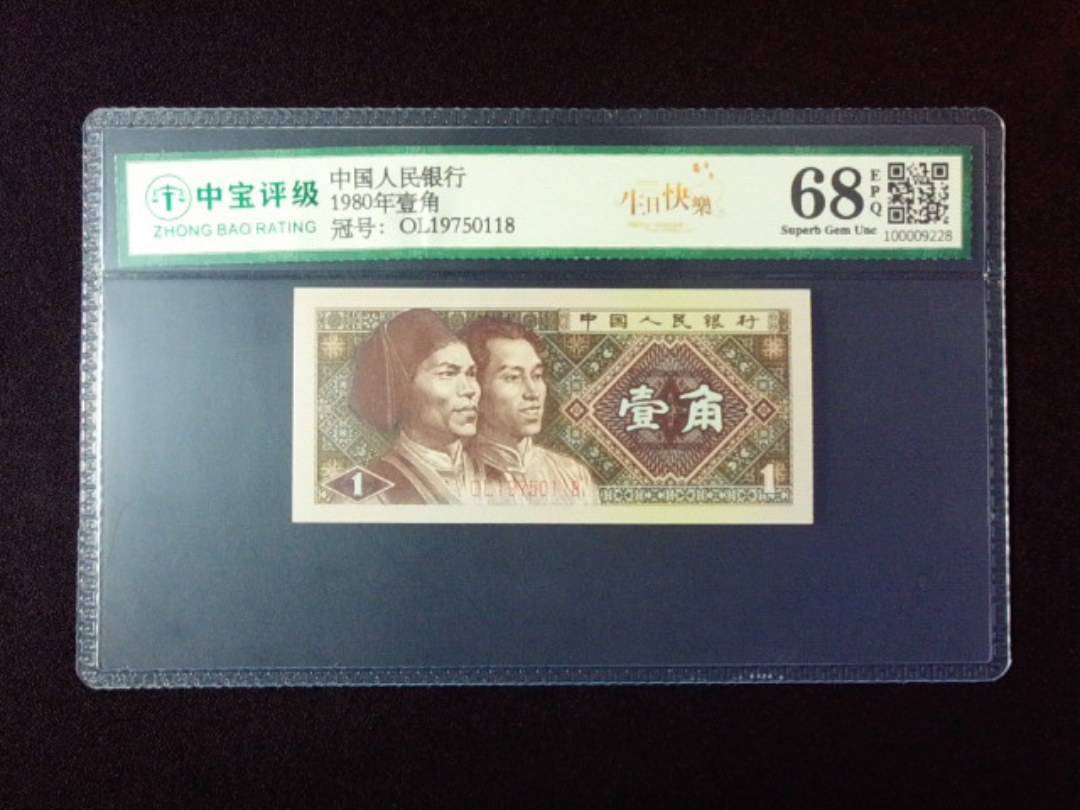 中宝评级
ZHONG BAO RATING
中国人民银行
1980年壹角
冠号：OL19750118
生日快樂
68
EPQ
Superb Gem Unc
100009228
中国人民银行
壹角
1
1